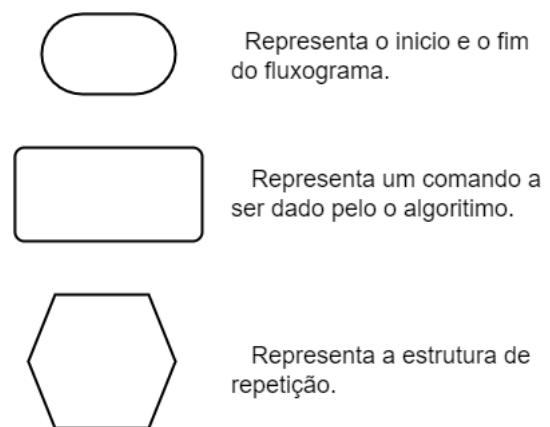 Representa o inicio e o fim
do fluxograma.
Representa um comando a
ser dado pelo o algoritimo.
Representa a estrutura de
repetição.